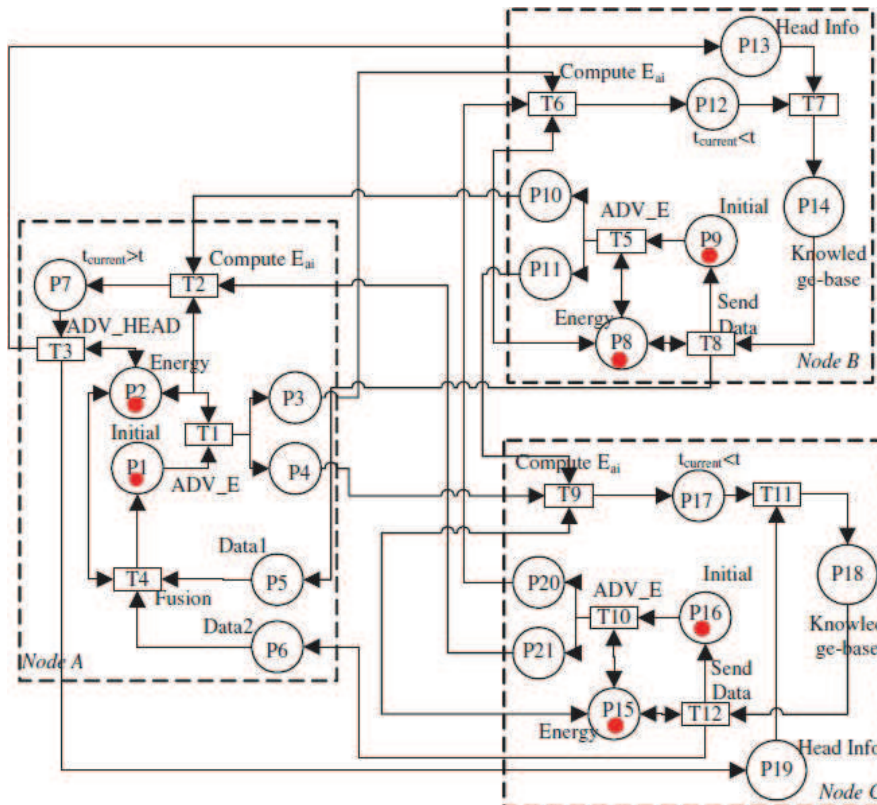 P13
Head Info
Compute Eai
T6
P12
T7
tcurrent<t
P10
ADV_E
Initial
P14
T5
P9
P11
Knowled
ge-base
Energy
Send
Data
P8
T8
Node B
P7
tcurrent>t
Compute Eai
T2
ADV_HEAD
T3
Energy
P2
P3
Initial
T1
P1
P4
ADV_E
Data1
T4
P5
Fusion
Data2
P6
Node A
Compute Eai
tcurrent<t
T9
P17
T11
P20
ADV_E
Initial
P18
T10
P16
P21
Knowled
ge-base
Send
Data
P15
T12
Energy
P19
Head Info
Node C